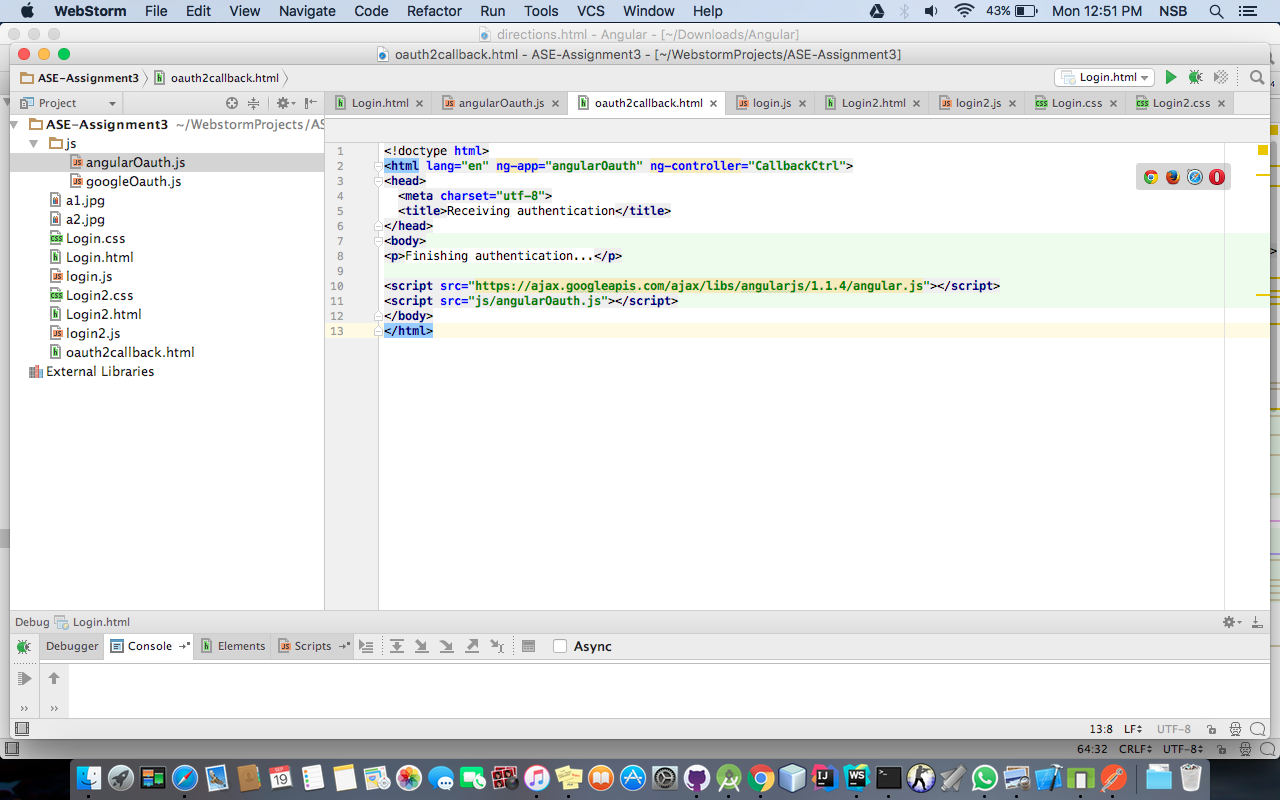 WebStorm File Edit View Navigate Code Refactor Run Tools VCS Window Help 43% Mon 12:51 PM NSB
directions.html - Angular - [~/Downloads/Angular]
oauth2callback.html - ASE-Assignment3 - [~/WebstormProjects/ASE-Assignment3]
ASE-Assignment3 oauth2callback.html Login.html
Project Login.html angularOauth.js oauth2callback.html login.js Login2.html login2.js Login.css Login2.css
ASE-Assignment3 ~/WebstormProjects/AS
js
angularOauth.js
googleOauth.js
a1.jpg
a2.jpg
Login.css
Login.html
login.js
Login2.css
Login2.html
login2.js
oauth2callback.html
External Libraries
1 <!doctype html>
2 <html lang="en" ng-app="angularOauth" ng-controller="CallbackCtrl">
3 <head>
4 <meta charset="utf-8">
5 <title>Receiving authentication</title>
6 </head>
7 <body>
8 <p>Finishing authentication...</p>
9
10 <script src="https://ajax.googleapis.com/ajax/libs/angularjs/1.1.4/angular.js"></script>
11 <script src="js/angularOauth.js"></script>
12 </body>
13 </html>
Debug Login.html
Debugger Console Elements Scripts Async
13:8 LF UTF-8
64:32 CRLF UTF-8
SEP
19
IJ
WS